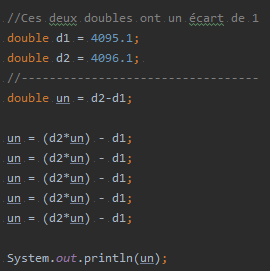 //Ces deux doubles ont un écart de 1
double d1 = 4095.1;
double d2 = 4096.1;
//----------------------------------
double un = d2-d1;
un = (d2*un) - d1;
un = (d2*un) - d1;
un = (d2*un) - d1;
un = (d2*un) - d1;
un = (d2*un) - d1;
System.out.println(un);